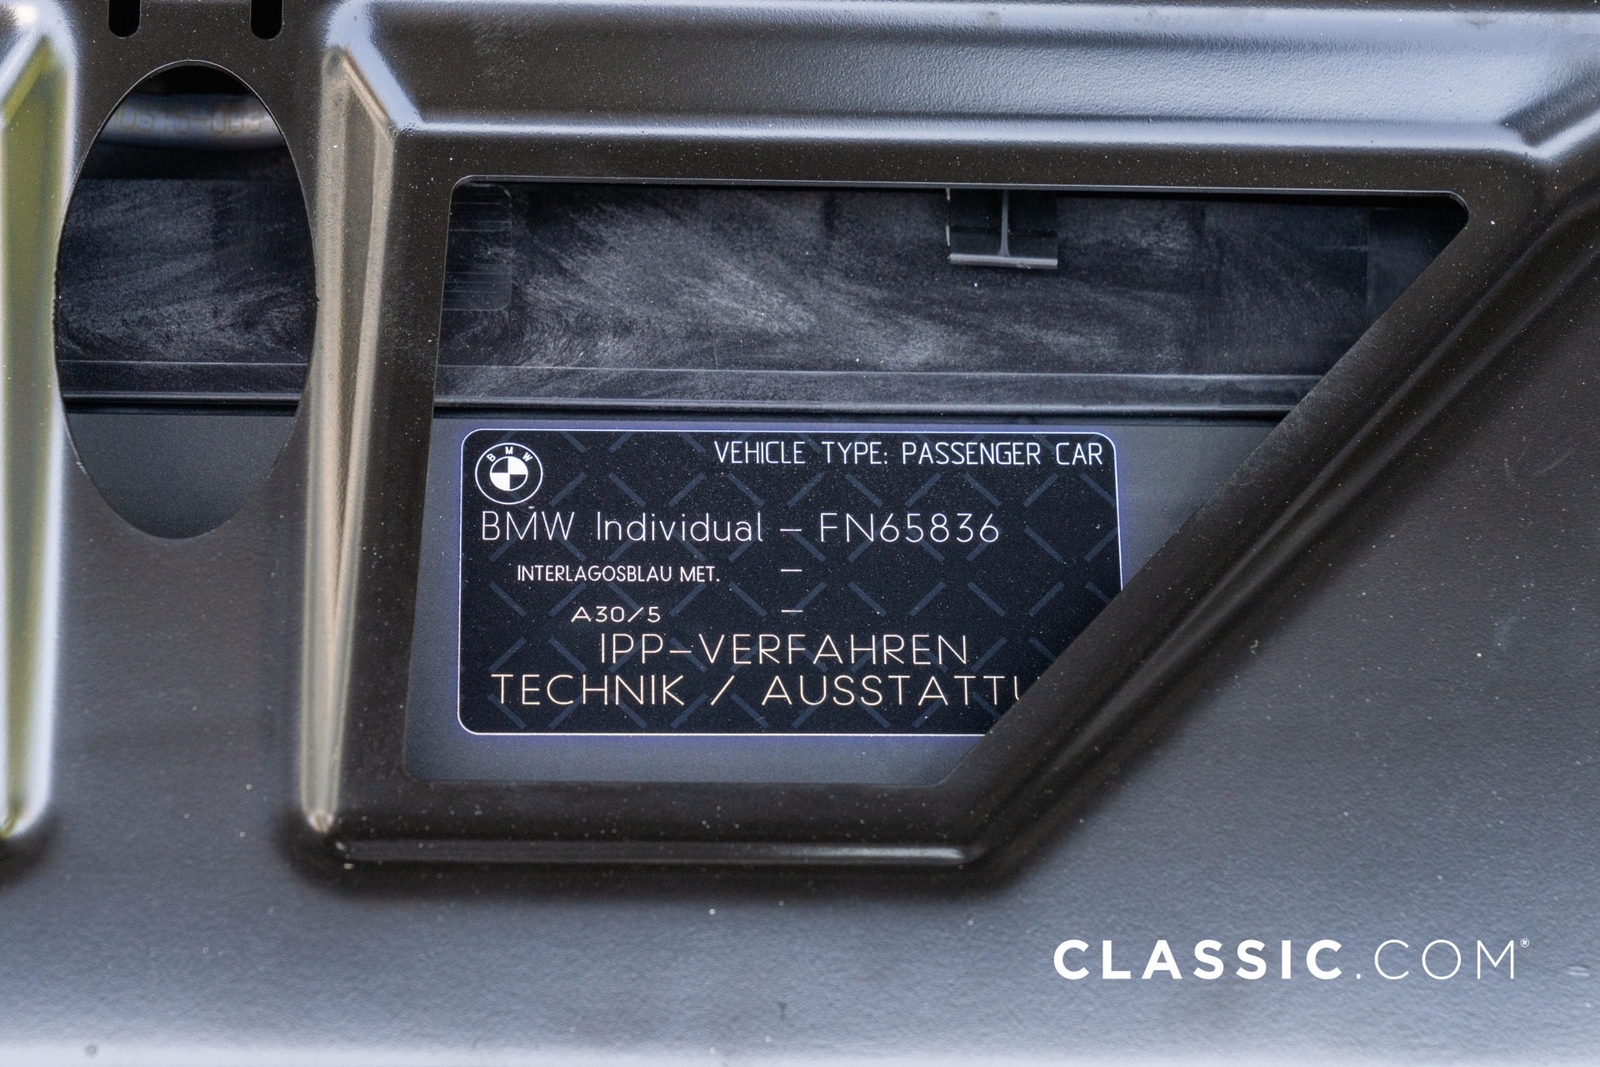 BMW
VEHICLE TYPE: PASSENGER CAR
BMW Individual – FN65836
INTERLAGOSBLAU MET. –
A30/5 –
IPP-VERFAHREN
TECHNIK / AUSSTATTU
CLASSIC.COM®